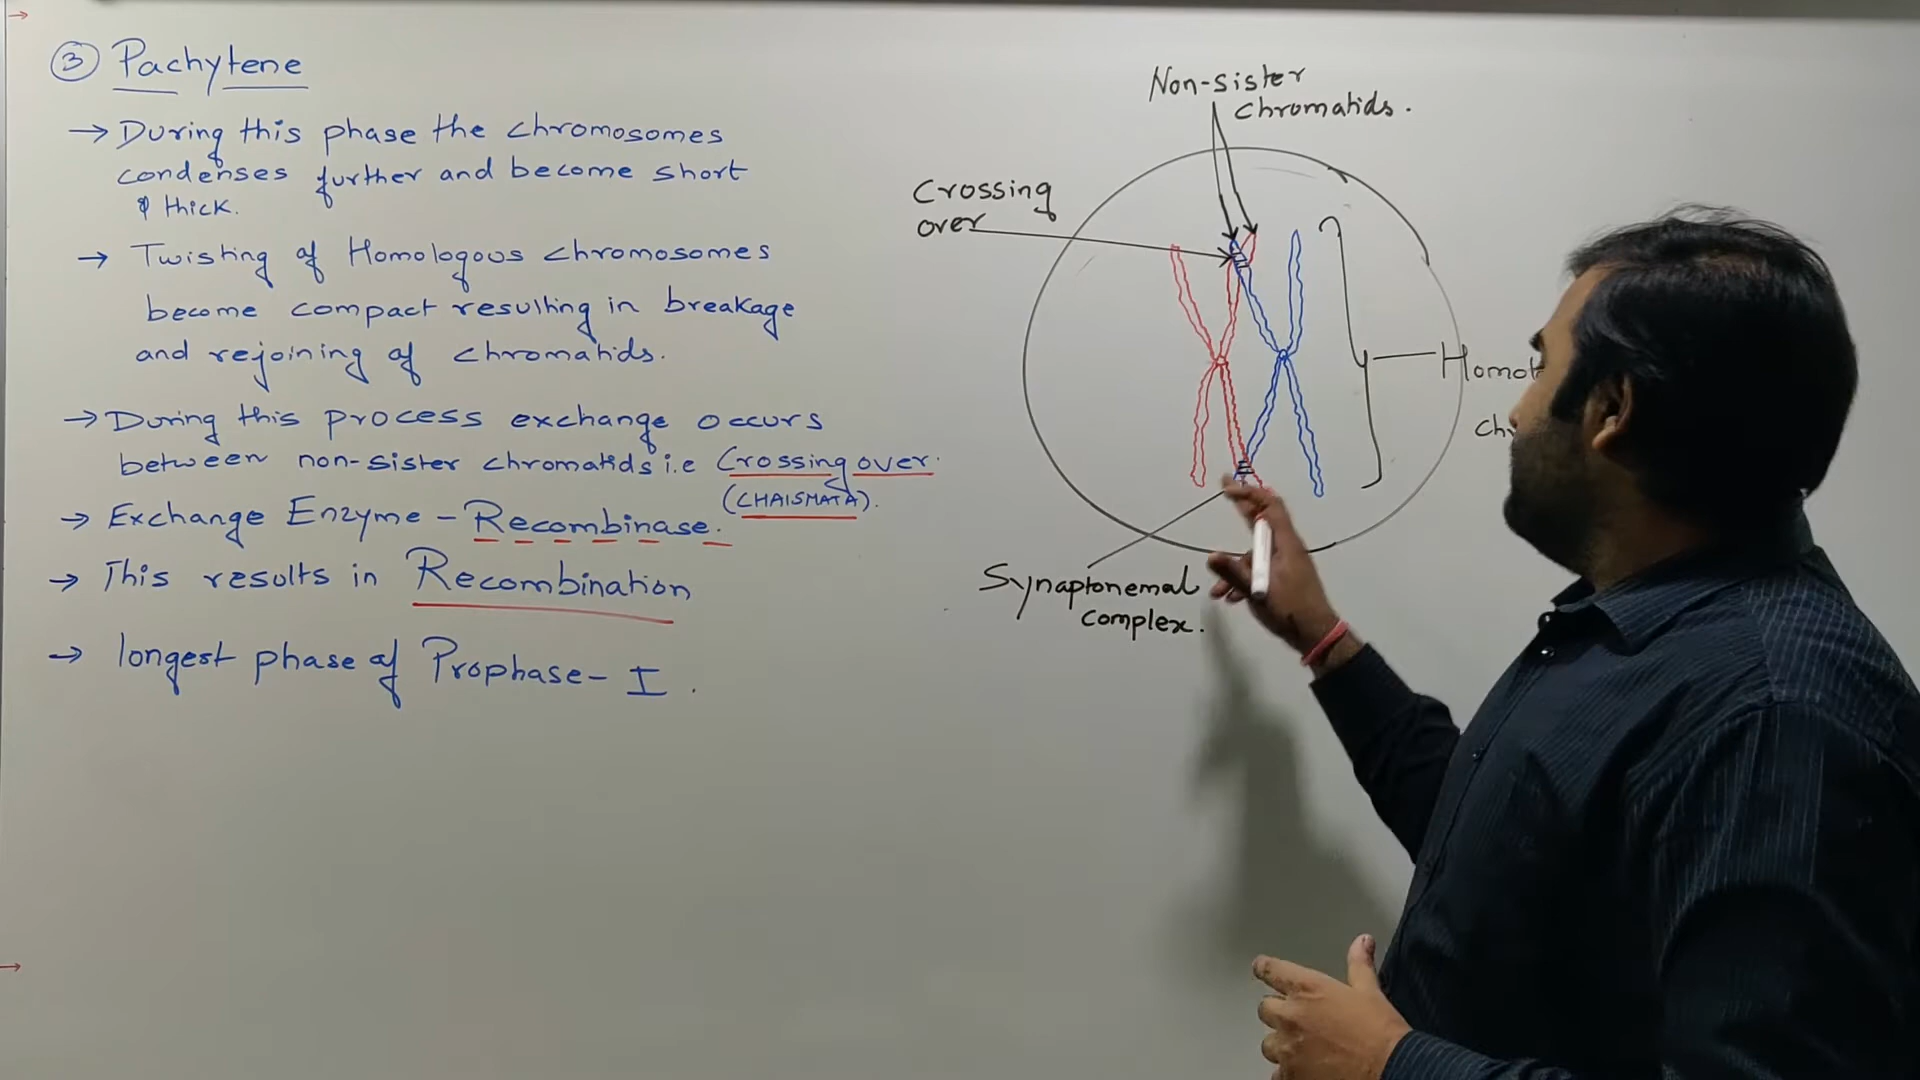 ③ Pachytene
→ During this phase the chromosomes
condenses further and become short
& thick.
→ Twisting of Homologous chromosomes
become compact resulting in breakage
and rejoining of chromatids.
→ During this process exchange occurs
between non-sister chromatids i.e Crossing over.
(CHAISMATA).
→ Exchange Enzyme - Recombinase.
→ This results in Recombination
→ longest phase of Prophase - I.
Non-sister
chromatids.
Crossing
over
Synaptonemal
complex.